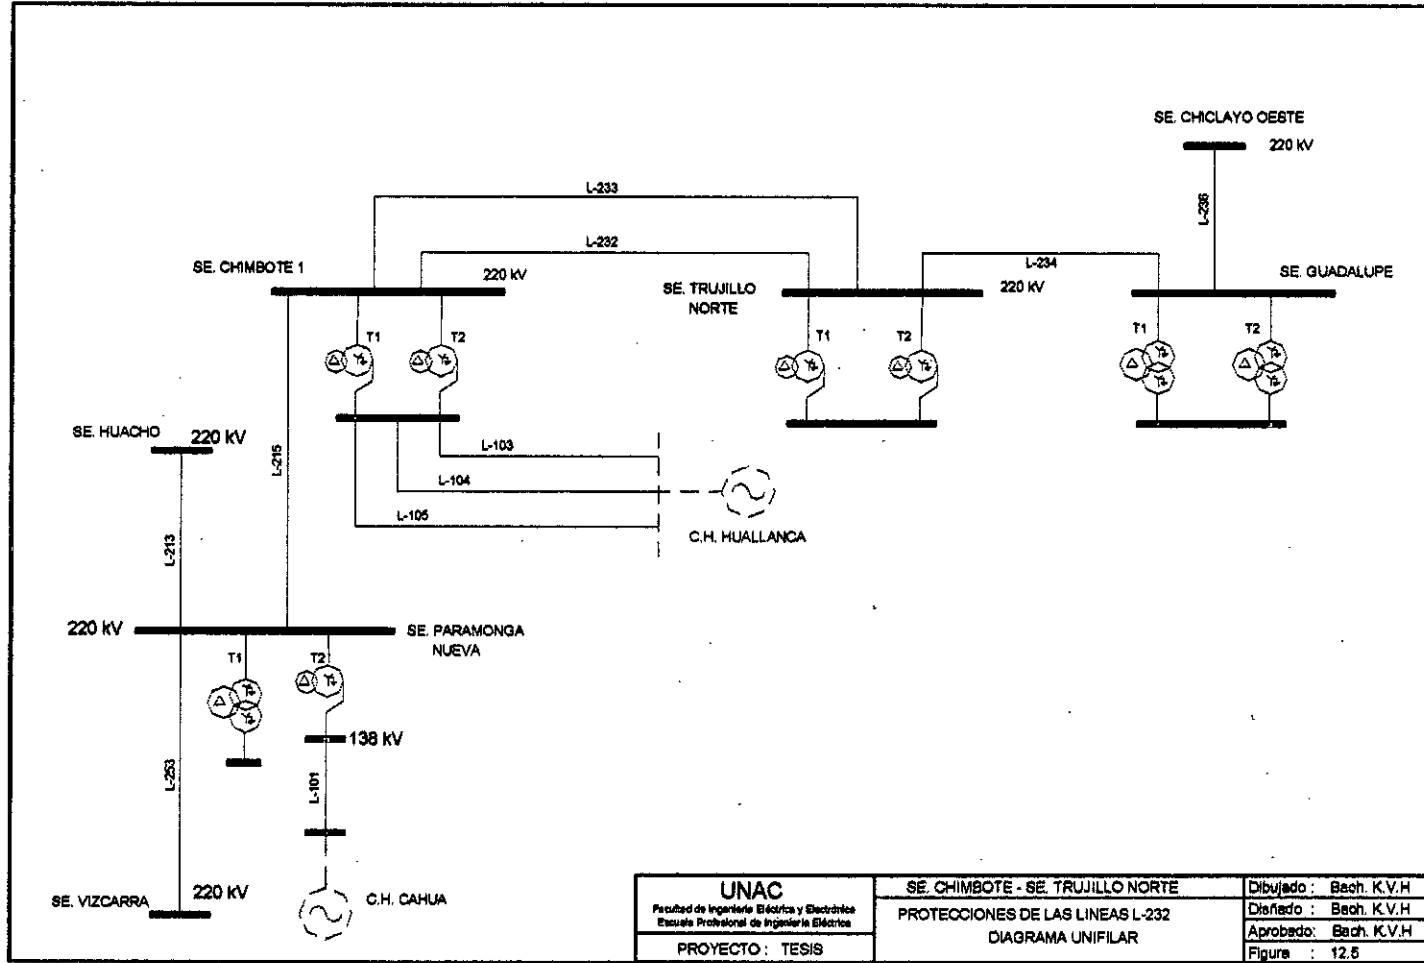 SE. CHICLAYO OESTE
220 kV
L-233
L-236
L-232
L-234
SE. CHIMBOTE 1
220 kV
SE. TRUJILLO
NORTE
220 kV
SE. GUADALUPE
T1
T2
T1
T2
T1
T2
SE. HUACHO
220 kV
L-103
L-215
L-104
L-105
C.H. HUALLANCA
L-213
220 kV
SE. PARAMONGA
NUEVA
T1
T2
138 kV
L-253
L-101
SE. VIZCARRA
220 kV
C.H. CAHUA
UNAC
Facultad de Ingeniería Eléctrica y Electrónica
Escuela Profesional de Ingeniería Eléctrica
PROYECTO : TESIS
SE. CHIMBOTE - SE. TRUJILLO NORTE
PROTECCIONES DE LAS LINEAS L-232
DIAGRAMA UNIFILAR
Dibujado : Bach. K.V.H
Diseñado : Bach. K.V.H
Aprobado: Bach. K.V.H
Figura : 12.5